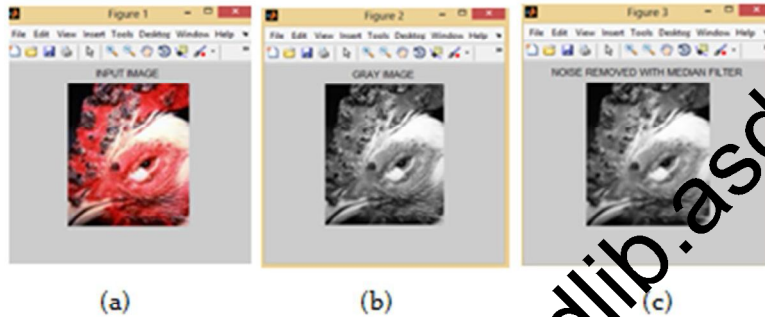 Figure 1
File Edit View Insert Tools Desktop Window Help
INPUT IMAGE
(a)
Figure 2
File Edit View Insert Tools Desktop Window Help
GRAY IMAGE
(b)
Figure 3
File Edit View Insert Tools Desktop Window Help
NOISE REMOVED WITH MEDIAN FILTER
(c)
dlib.asc